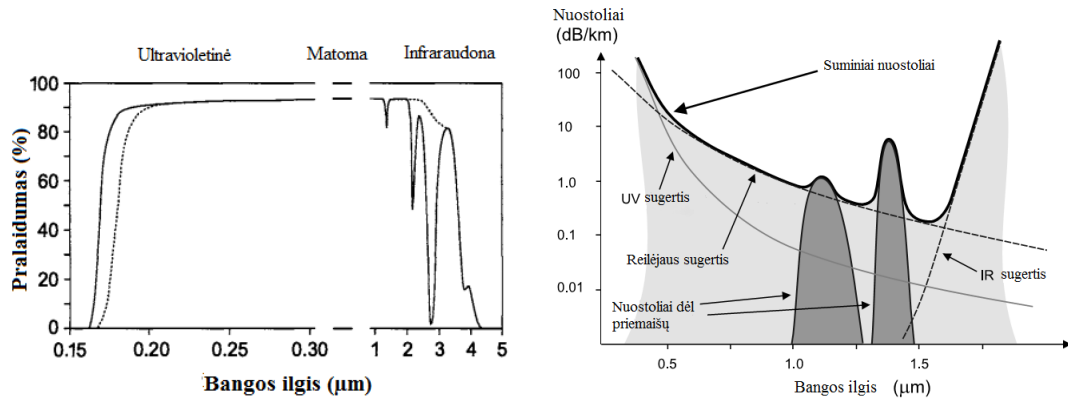 Ultravioletinė Matoma Infraraudona
Pralaidumas (%)
100
80
60
40
20
0
0.15 0.20 0.25 0.30 1 2 3 4 5
Bangos ilgis (μm)
Nuostoliai
(dB/km)
100
10
1.0
0.1
0.01
Suminiai nuostoliai
UV sugertis
Reilėjaus sugertis
IR sugertis
Nuostoliai dėl
priemaišų
0.5 1.0 1.5
Bangos ilgis (μm)